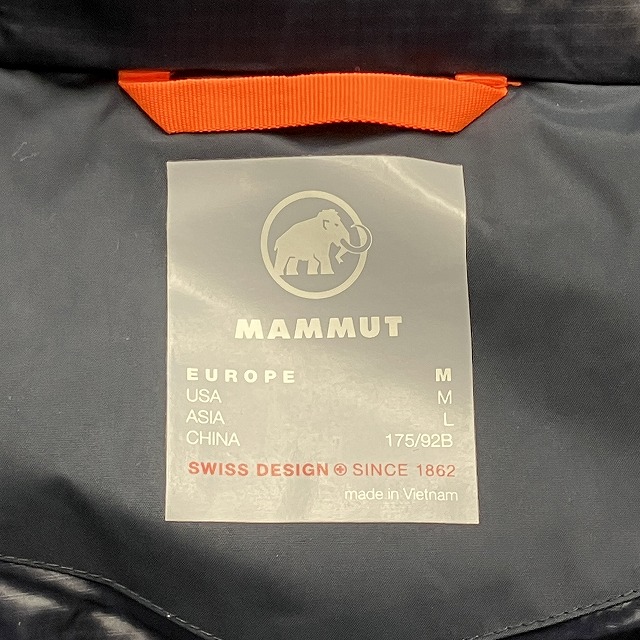 MAMMUT
EUROPE M
USA M
ASIA L
CHINA 175/92B
SWISS DESIGN SINCE 1862
made in Vietnam